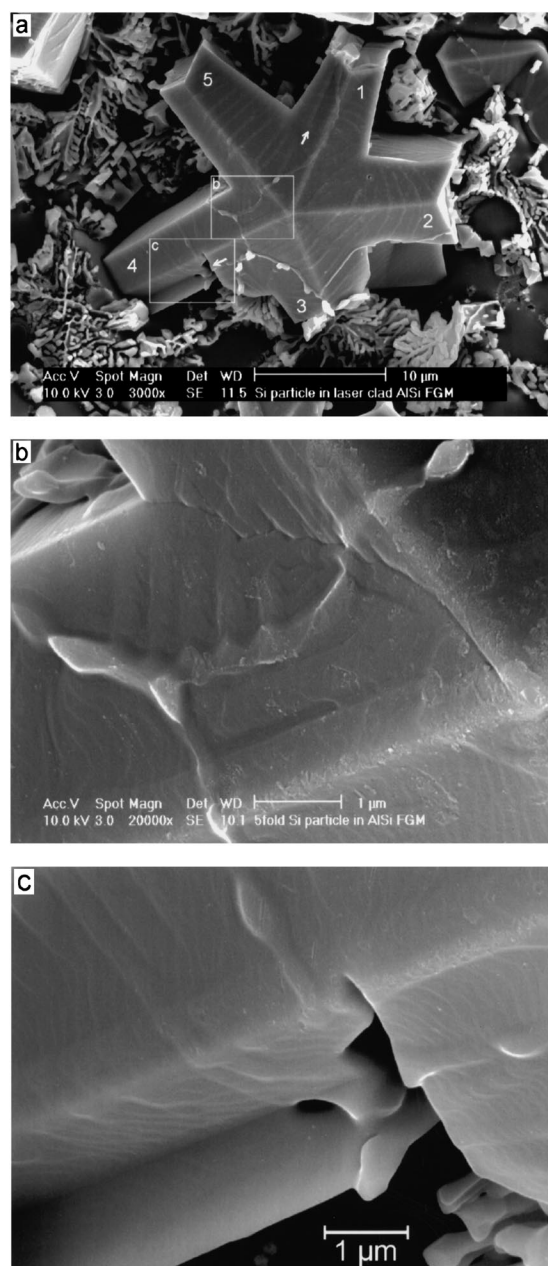 a
5
1
b
2
4
c
3
Acc.V Spot Magn Det WD 10 µm
10.0 kV 3.0 3000x SE 11.5 Si particle in laser clad AlSi FGM
b
Acc.V Spot Magn Det WD 1 µm
10.0 kV 3.0 20000x SE 10.1 5fold Si particle in AlSi FGM
c
1 µm